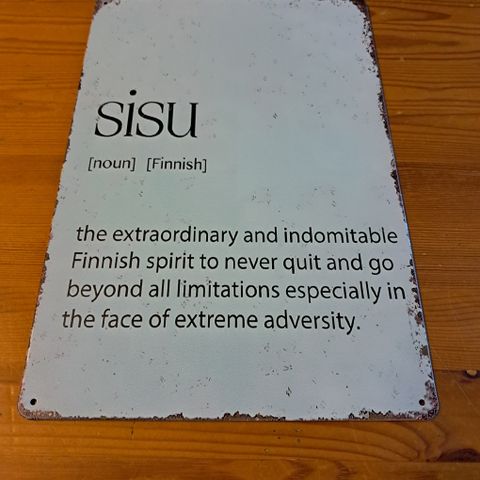 sisu
[noun] [Finnish]
the extraordinary and indomitable
Finnish spirit to never quit and go
beyond all limitations especially in
the face of extreme adversity.